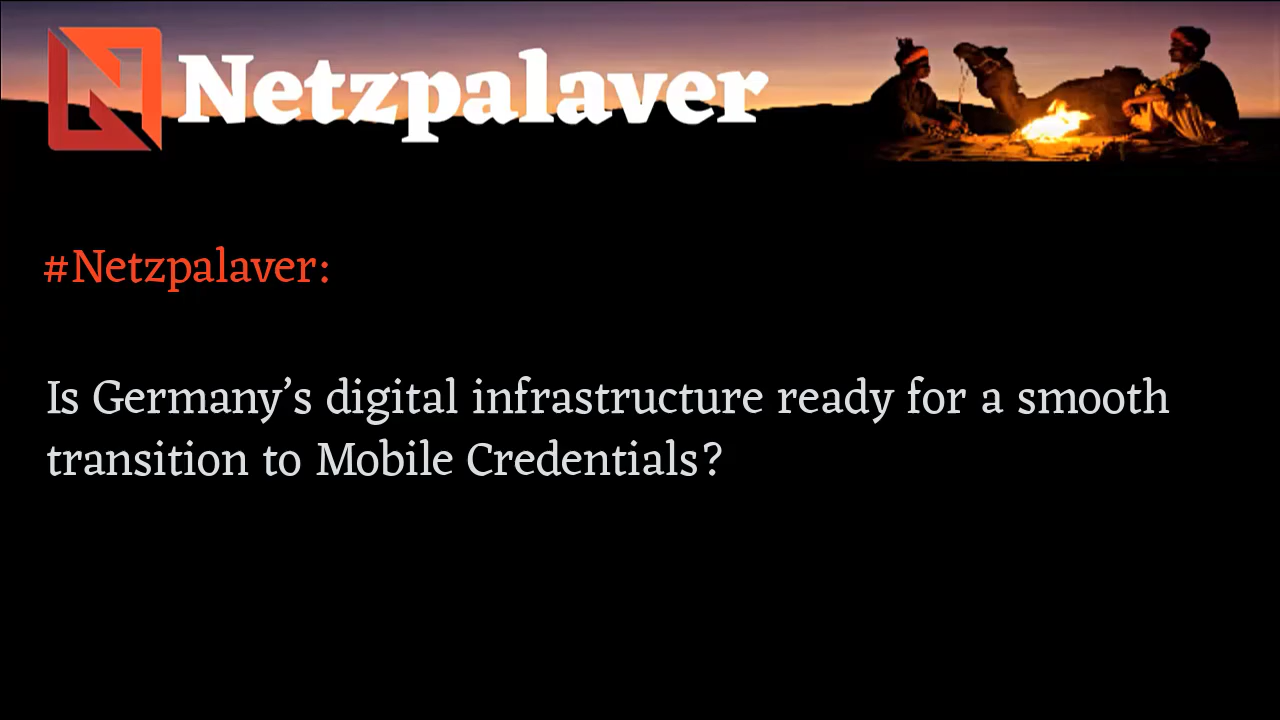 Netzpalaver
#Netzpalaver:
Is Germany’s digital infrastructure ready for a smooth
transition to Mobile Credentials?